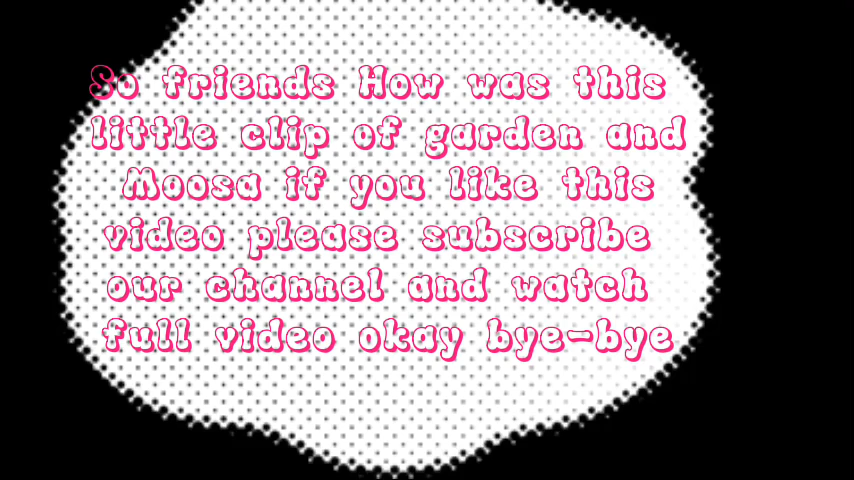 So friends How was this
little clip of garden and
Moosa if you like this
video please subscribe
our channel and watch
full video okay bye-bye